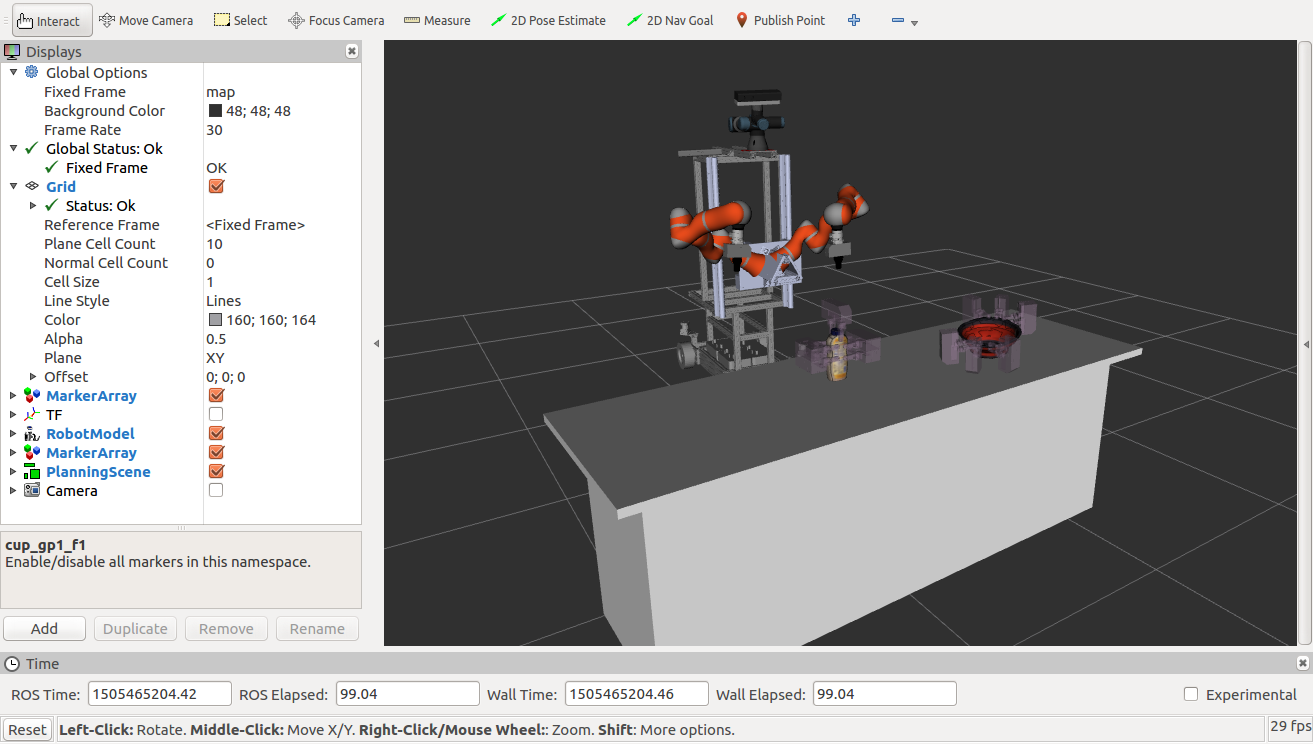 Interact Move Camera Select Focus Camera Measure 2D Pose Estimate 2D Nav Goal Publish Point
Displays
Global Options
Fixed Frame map
Background Color 48; 48; 48
Frame Rate 30
Global Status: Ok
Fixed Frame OK
Grid
Status: Ok
Reference Frame <Fixed Frame>
Plane Cell Count 10
Normal Cell Count 0
Cell Size 1
Line Style Lines
Color 160; 160; 164
Alpha 0.5
Plane XY
Offset 0; 0; 0
MarkerArray
TF
RobotModel
MarkerArray
PlanningScene
Camera
cup_gp1_f1
Enable/disable all markers in this namespace.
Add Duplicate Remove Rename
Time
ROS Time: 1505465204.42 ROS Elapsed: 99.04 Wall Time: 1505465204.46 Wall Elapsed: 99.04 Experimental
Reset Left-Click: Rotate. Middle-Click: Move X/Y. Right-Click/Mouse Wheel:: Zoom. Shift: More options. 29 fps